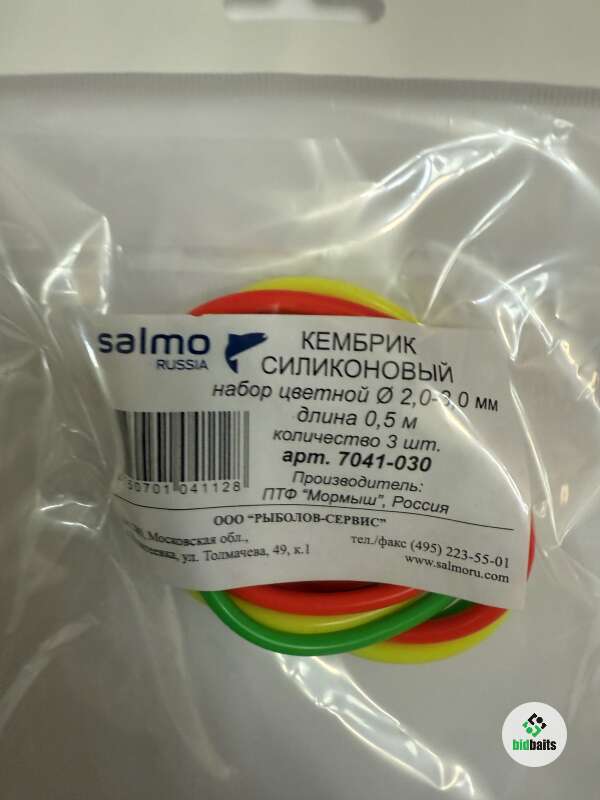 salmo
RUSSIA
КЕМБРИК
СИЛИКОНОВЫЙ
набор цветной Ø 2,0-3,0 мм
длина 0,5 м
количество 3 шт.
арт. 7041-030
Производитель:
ПТФ "Мормыш", Россия
50701 041128
ООО "РЫБОЛОВ-СЕРВИС"
Московская обл.,
ул. Толмачева, 49, к.1
тел./факс (495) 223-55-01
www.salmoru.com
bidbaits